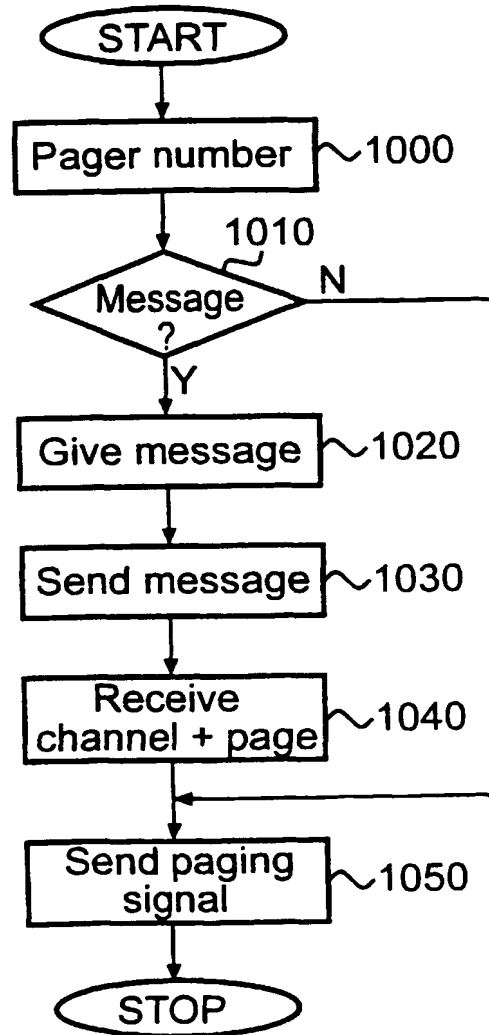 START
Pager number
1000
1010
Message
?
N
Y
Give message
1020
Send message
1030
Receive
channel + page
1040
Send paging
signal
1050
STOP